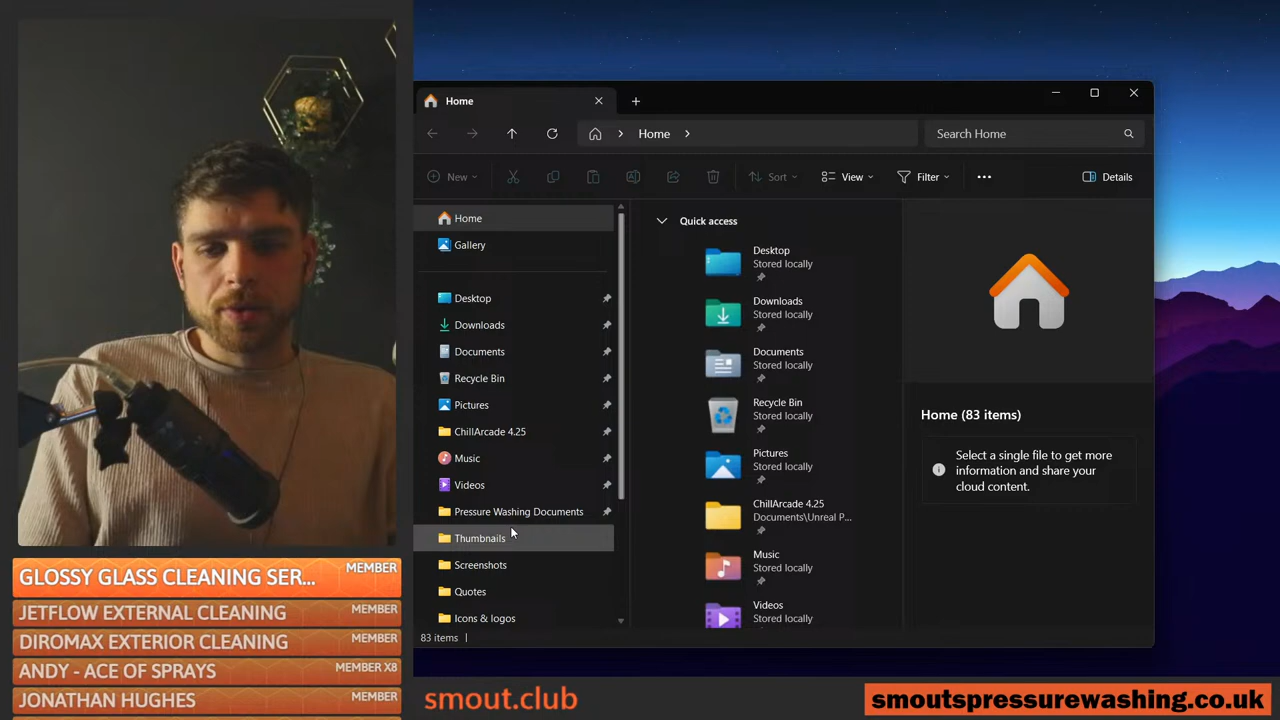 Home
Home
Search Home
New
Sort
View
Filter
Details
Home
Gallery
Desktop
Downloads
Documents
Recycle Bin
Pictures
ChillArcade 4.25
Music
Videos
Pressure Washing Documents
Thumbnails
Screenshots
Quotes
Icons & logos
Quick access
Desktop
Stored locally
Downloads
Stored locally
Documents
Stored locally
Recycle Bin
Stored locally
Pictures
Stored locally
ChillArcade 4.25
Documents\Unreal P...
Music
Stored locally
Videos
Stored locally
Home (83 items)
Select a single file to get more
information and share your
cloud content.
83 items
GLOSSY GLASS CLEANING SER... MEMBER
JETFLOW EXTERNAL CLEANING MEMBER
DIROMAX EXTERIOR CLEANING MEMBER
ANDY - ACE OF SPRAYS MEMBER X8
JONATHAN HUGHES MEMBER
smout.club
smoutspressurewashing.co.uk